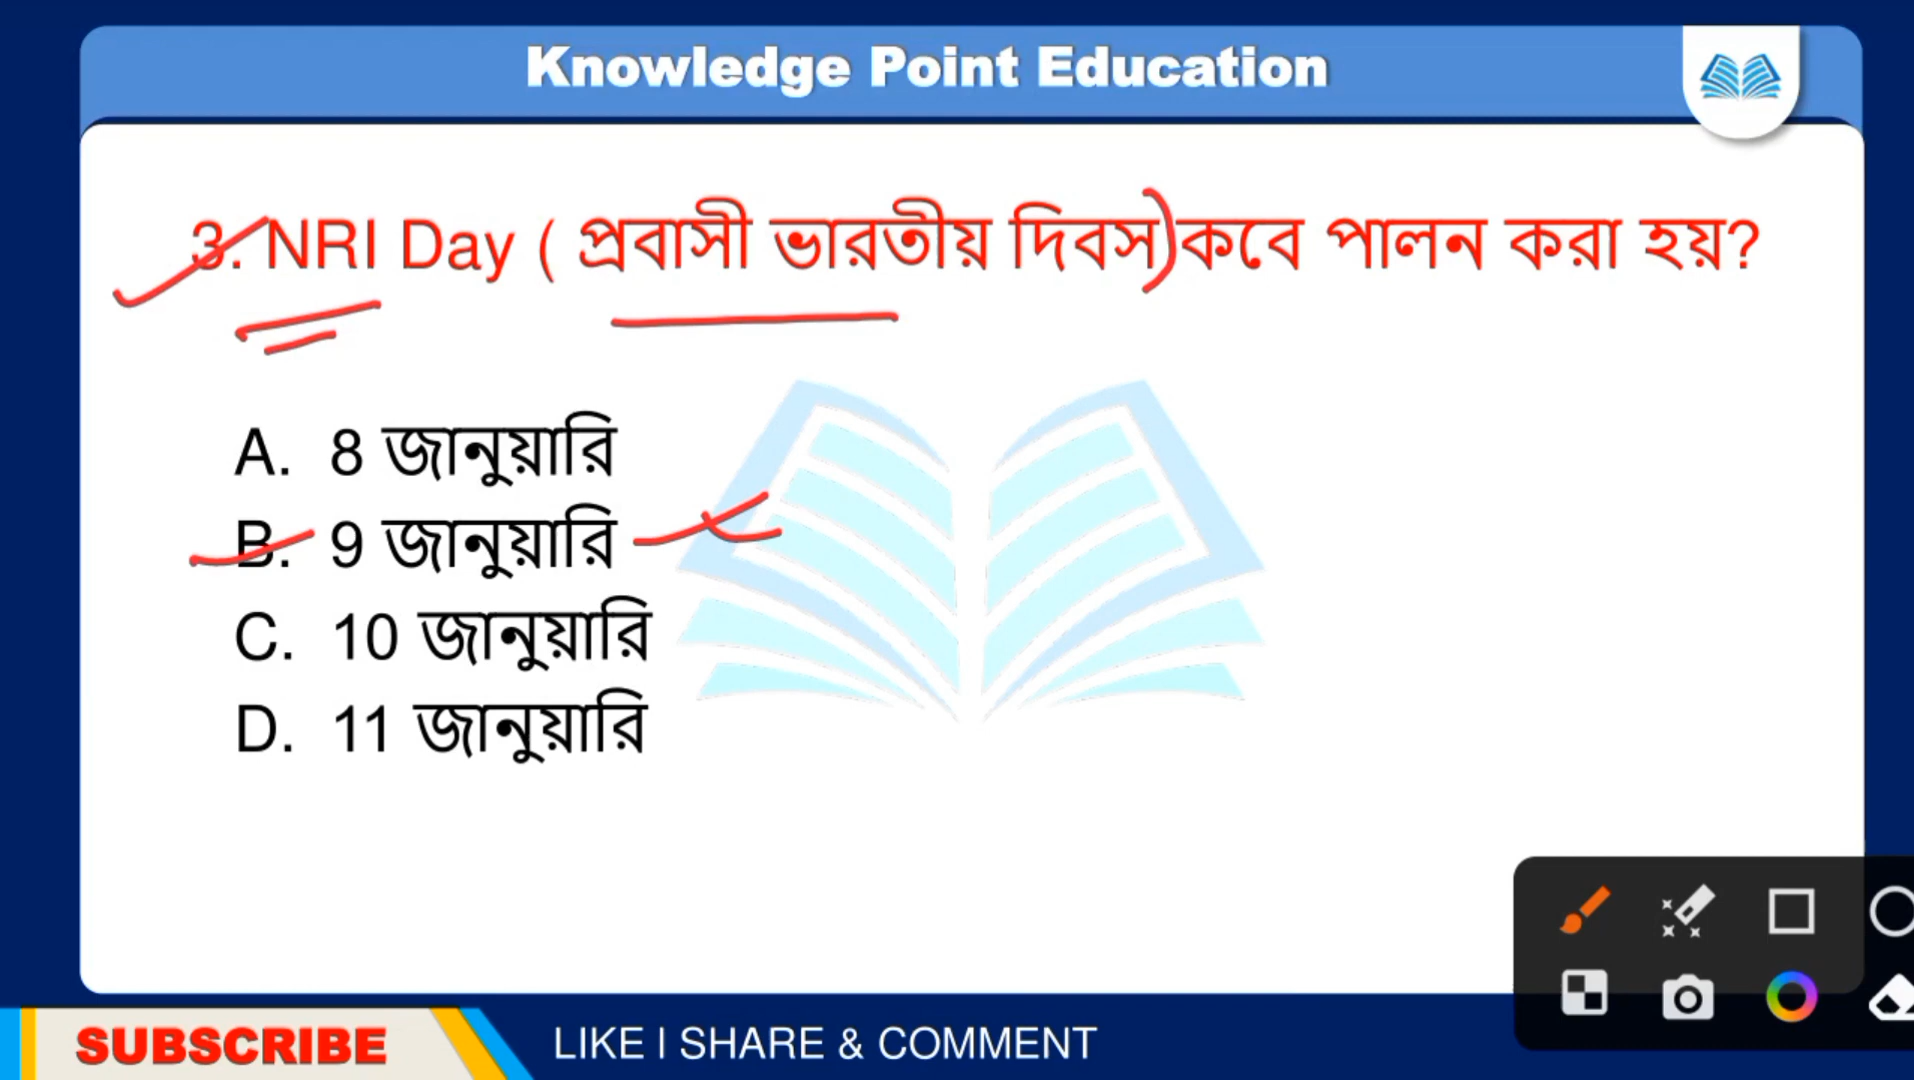 Knowledge Point Education
3. NRI Day ( প্রবাসী ভারতীয় দিবস)কবে পালন করা হয়?
A. 8 জানুয়ারি
B. 9 জানুয়ারি
C. 10 জানুয়ারি
D. 11 জানুয়ারি
SUBSCRIBE
LIKE I SHARE & COMMENT